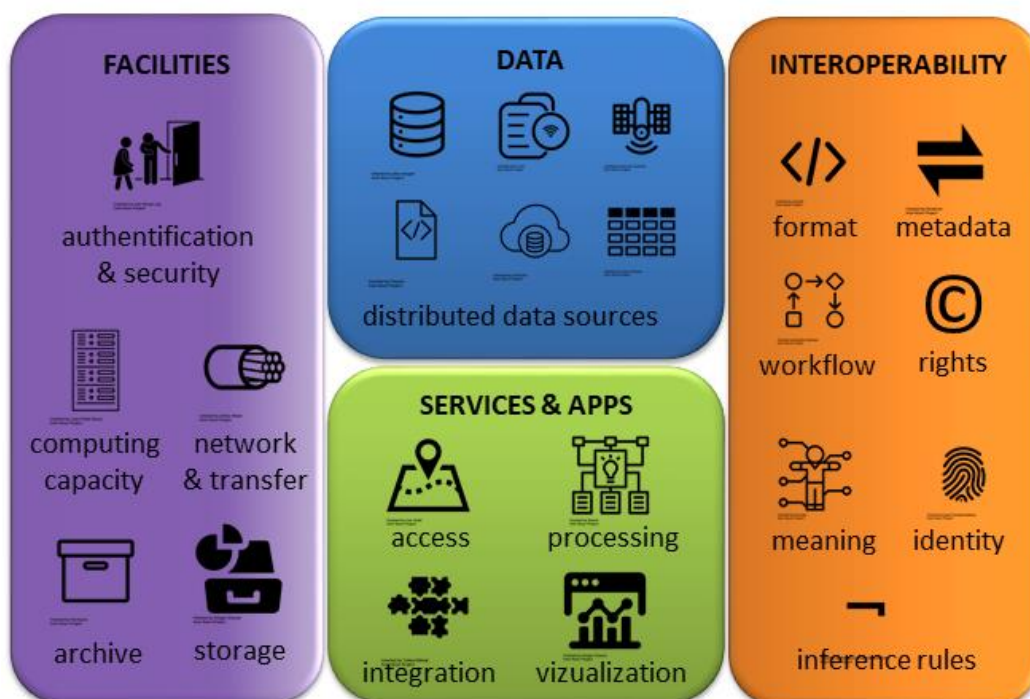 FACILITIES
authentification
& security
computing
capacity
network
& transfer
archive
storage
DATA
distributed data sources
SERVICES & APPS
access
processing
integration
vizualization
INTEROPERABILITY
format
metadata
workflow
rights
meaning
identity
inference rules